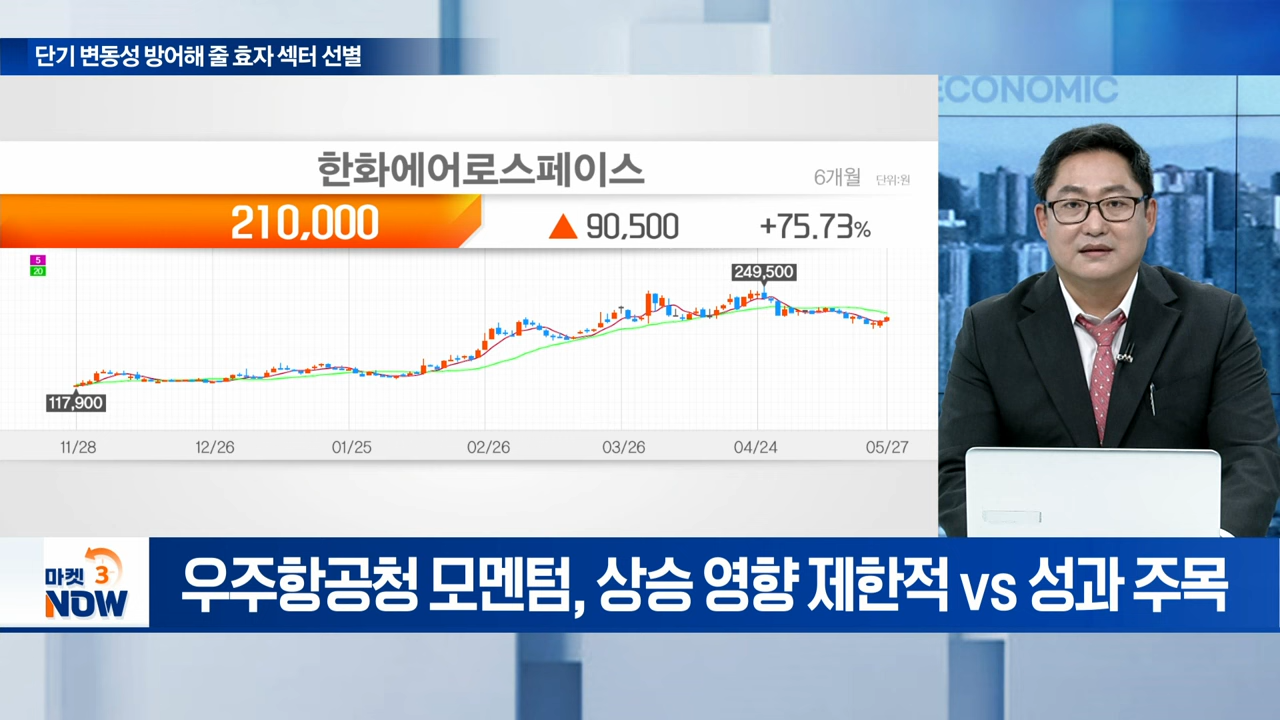 단기 변동성 방어해 줄 효자 섹터 선별
ECONOMIC
한화에어로스페이스
6개월 단위:원
210,000 ▲ 90,500 +75.73%
5
20
249,500
117,900
11/28 12/26 01/25 02/26 03/26 04/24 05/27
마켓 3
NOW
우주항공청 모멘텀, 상승 영향 제한적 vs 성과 주목